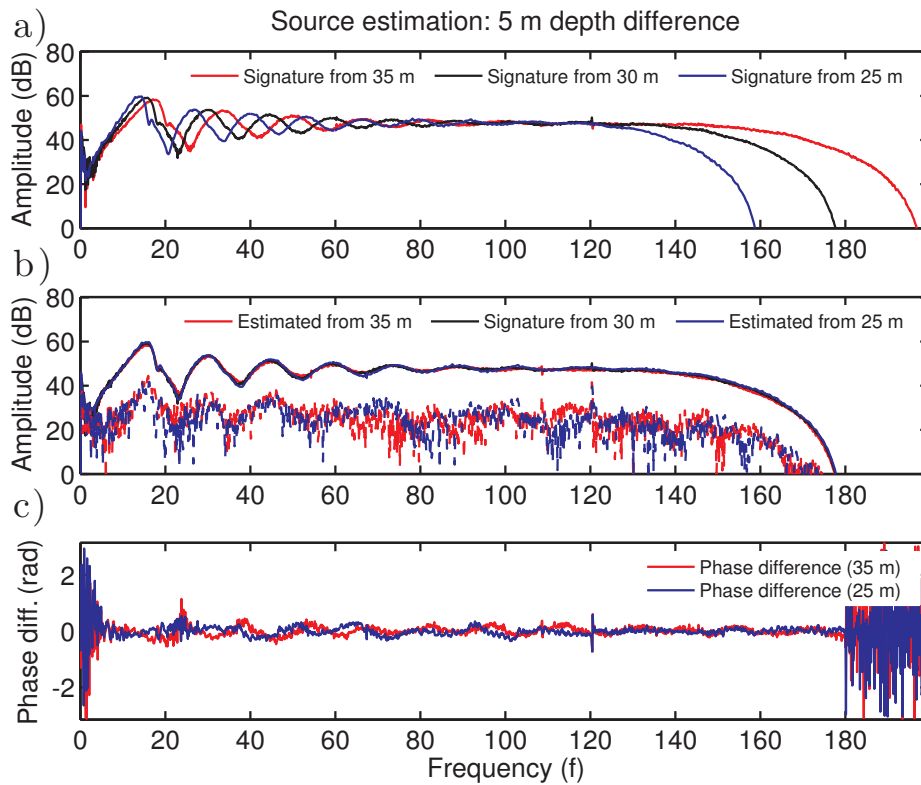 Source estimation: 5 m depth difference
a)
Amplitude (dB)
80
60
40
20
0
Signature from 35 m
Signature from 30 m
Signature from 25 m
0 20 40 60 80 100 120 140 160 180
b)
Amplitude (dB)
80
60
40
20
0
Estimated from 35 m
Signature from 30 m
Estimated from 25 m
0 20 40 60 80 100 120 140 160 180
c)
Phase diff. (rad)
2
0
-2
Phase difference (35 m)
Phase difference (25 m)
0 20 40 60 80 100 120 140 160 180
Frequency (f)